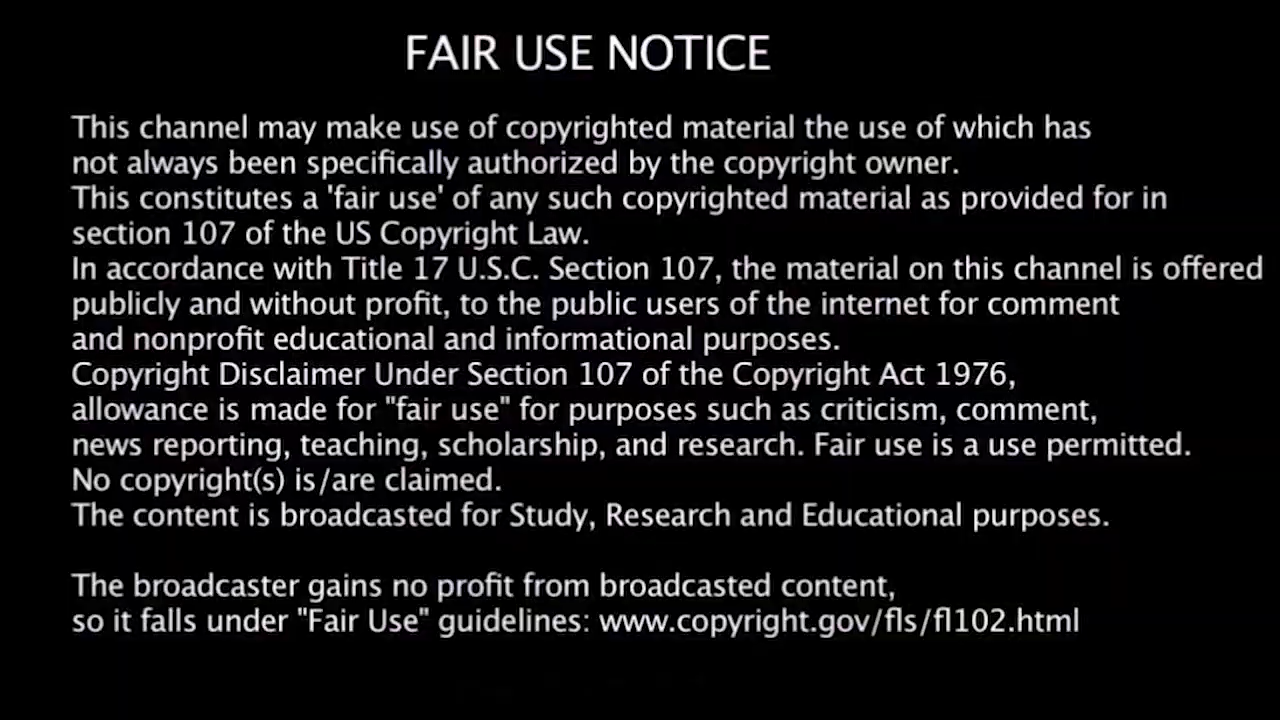 FAIR USE NOTICE
This channel may make use of copyrighted material the use of which has
not always been specifically authorized by the copyright owner.
This constitutes a 'fair use' of any such copyrighted material as provided for in
section 107 of the US Copyright Law.
In accordance with Title 17 U.S.C. Section 107, the material on this channel is offered
publicly and without profit, to the public users of the internet for comment
and nonprofit educational and informational purposes.
Copyright Disclaimer Under Section 107 of the Copyright Act 1976,
allowance is made for "fair use" for purposes such as criticism, comment,
news reporting, teaching, scholarship, and research. Fair use is a use permitted.
No copyright(s) is/are claimed.
The content is broadcasted for Study, Research and Educational purposes.
The broadcaster gains no profit from broadcasted content,
so it falls under "Fair Use" guidelines: www.copyright.gov/fls/fl102.html